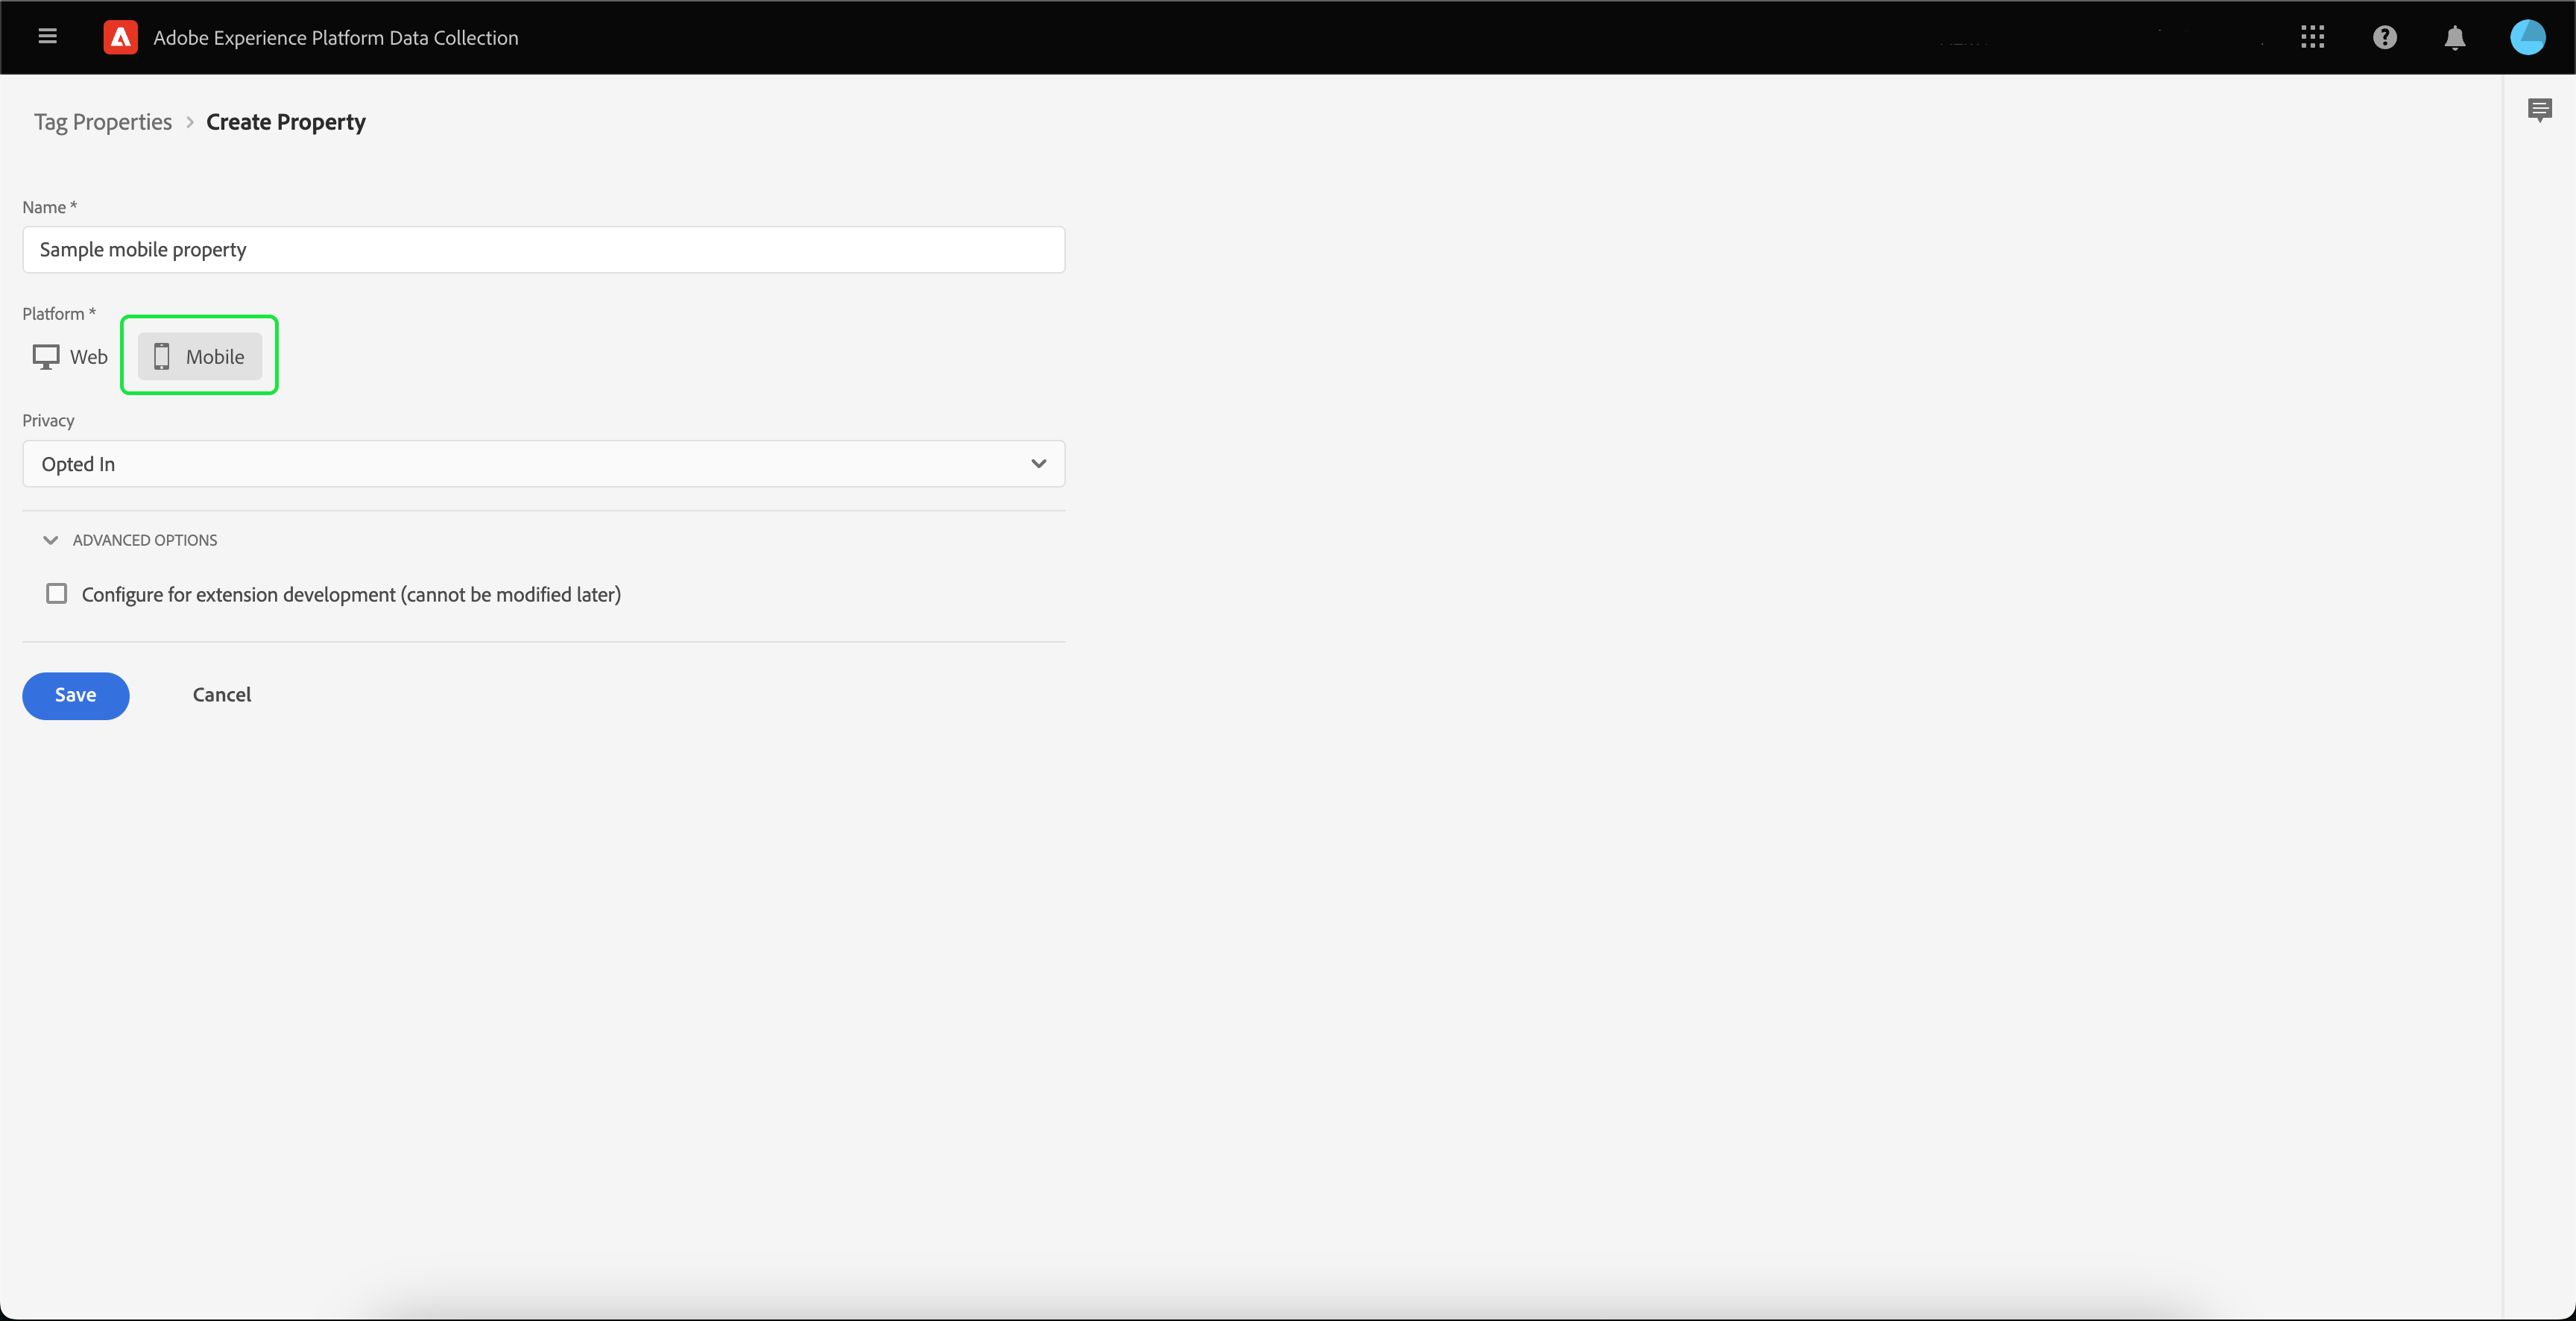 Adobe Experience Platform Data Collection
Tag Properties > Create Property
Name *
Sample mobile property
Platform *
Web Mobile
Privacy
Opted In
ADVANCED OPTIONS
Configure for extension development (cannot be modified later)
Save Cancel